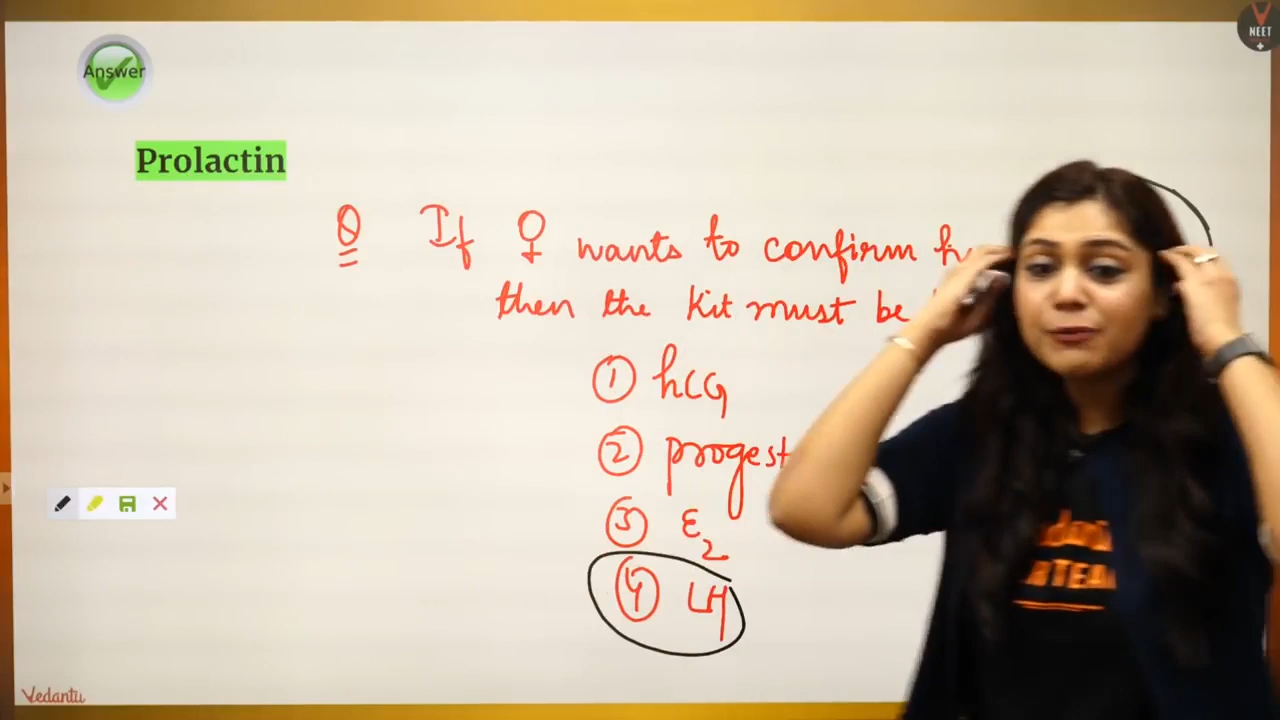 NEET
+
Answer
Prolactin
Q If ♀ wants to confirm
then the kit must be
① hCG
② progest
③ E2
④ LH
Vedantu